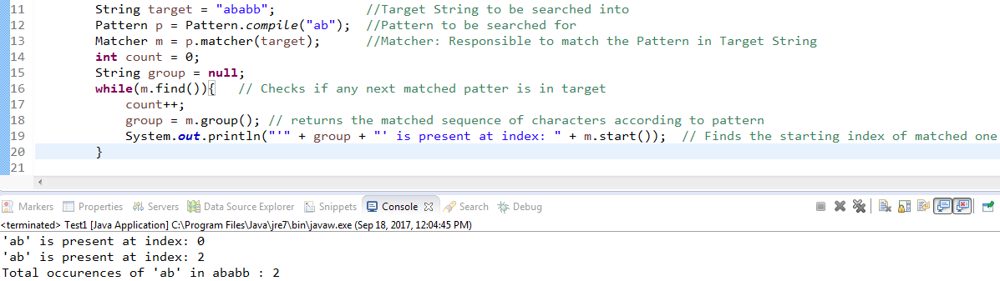 11 String target = "ababb"; //Target String to be searched into
12 Pattern p = Pattern.compile("ab"); //Pattern to be searched for
13 Matcher m = p.matcher(target); //Matcher: Responsible to match the Pattern in Target String
14 int count = 0;
15 String group = null;
16 while(m.find()){ // Checks if any next matched patter is in target
17 count++;
18 group = m.group(); // returns the matched sequence of characters according to pattern
19 System.out.println("'" + group + "' is present at index: " + m.start()); // Finds the starting index of matched one
20 }
21
Markers Properties Servers Data Source Explorer Snippets Console Search Debug
<terminated> Test1 [Java Application] C:\Program Files\Java\jre7\bin\javaw.exe (Sep 18, 2017, 12:04:45 PM)
'ab' is present at index: 0
'ab' is present at index: 2
Total occurences of 'ab' in ababb : 2